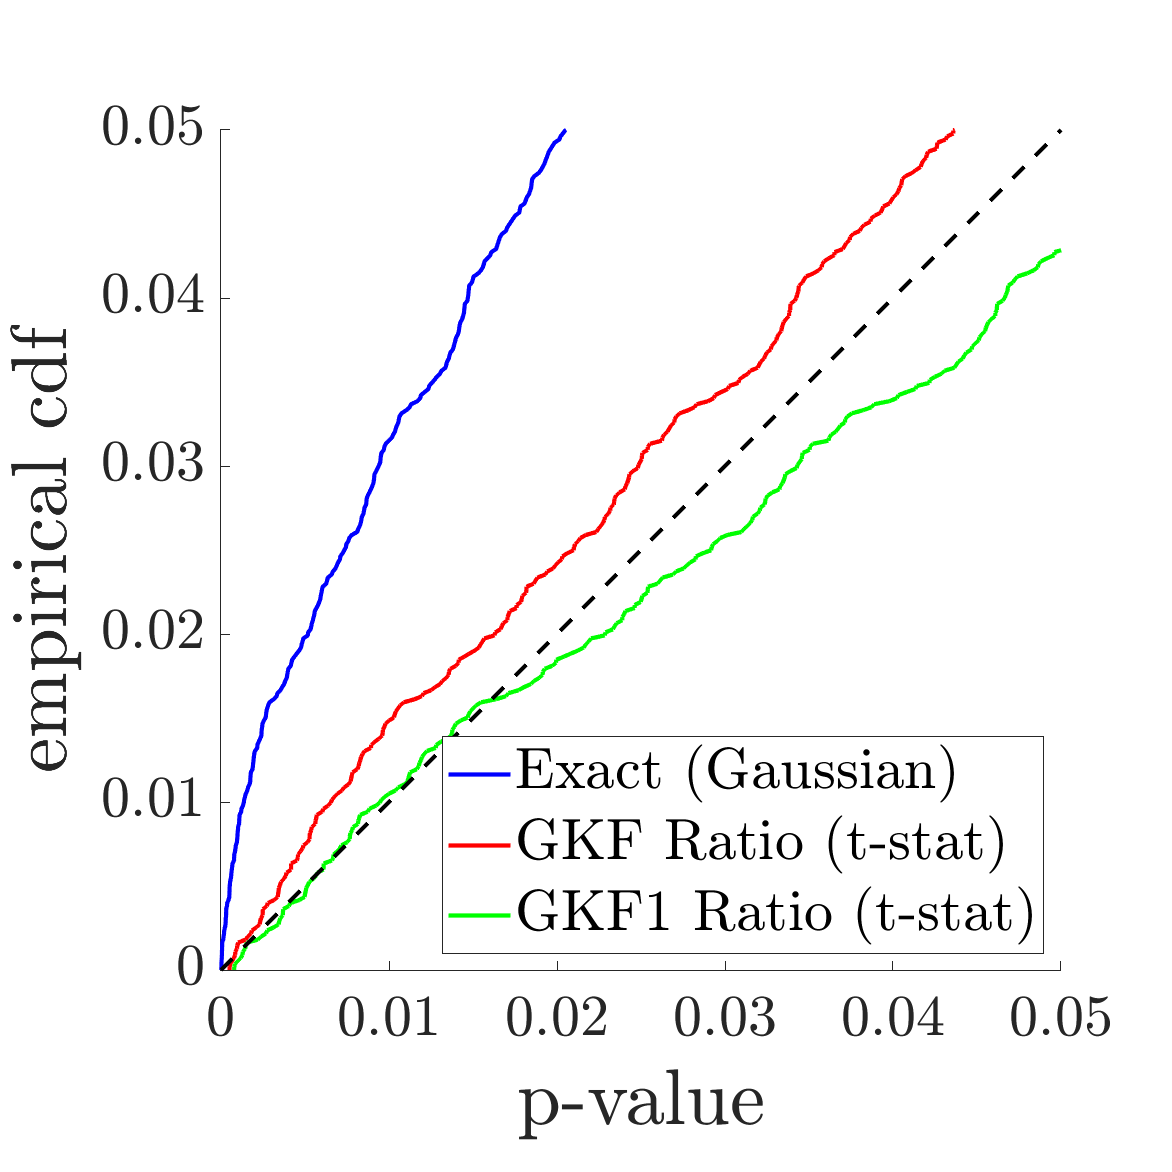 0.05
0.04
0.03
0.02
0.01
0
empirical cdf
Exact (Gaussian)
GKF Ratio (t-stat)
GKF1 Ratio (t-stat)
0 0.01 0.02 0.03 0.04 0.05
p-value